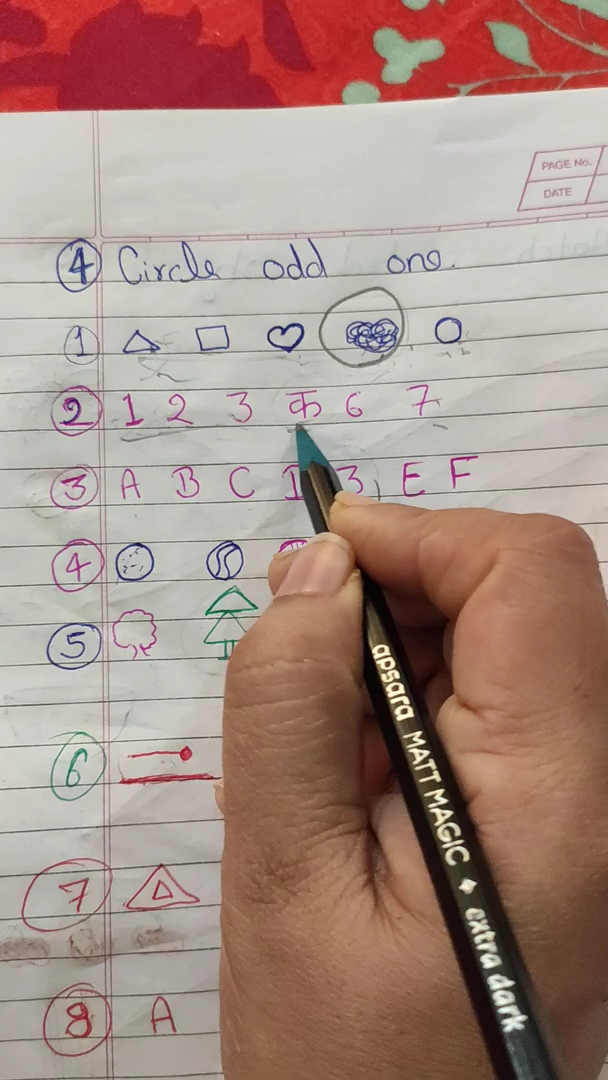 PAGE No.
DATE
4 Circle odd one.
1
2 1 2 3 क 6 7
3 A B C I 3 E F
4
5
6
7
8 A
apsara MATT MAGIC extra dark